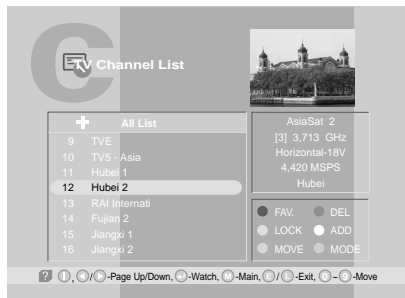 C
TV Channel List
All List
9 TVE
10 TV5 - Asia
11 Hubei 1
12 Hubei 2
13 RAI Internati
14 Fujian 2
15 Jiangxi 1
16 Jiangxi 2
AsiaSat 2
[3] 3,713 GHz
Horizontal-18V
4,420 MSPS
Hubei
FAV. DEL
LOCK ADD
MOVE MODE
? -Page Up/Down, -Watch, M -Main, E / L -Exit, 0 ~ 9 -Move